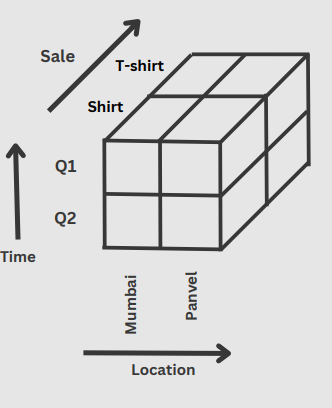 Sale
T-shirt
Shirt
Q1
Q2
Time
Mumbai
Panvel
Location